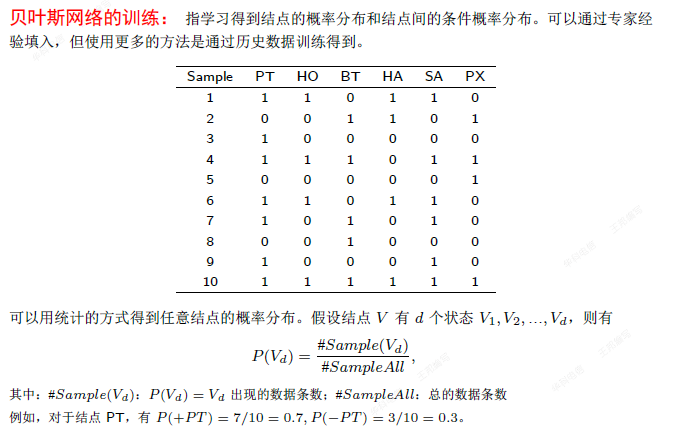 贝叶斯网络的训练： 指学习得到结点的概率分布和结点间的条件概率分布。可以通过专家经
验填入，但使用更多的方法是通过历史数据训练得到。
Sample PT HO BT HA SA PX
1 1 1 0 1 1 0
2 0 0 1 1 0 1
3 1 0 0 0 0 0
4 1 1 1 0 1 1
5 0 0 0 0 0 1
6 1 1 0 1 1 0
7 1 0 1 0 1 0
8 0 0 1 0 0 0
9 1 0 0 0 1 0
10 1 1 1 1 1 1
可以用统计的方式得到任意结点的概率分布。假设结点 V 有 d 个状态 V₁, V₂, ..., V_d，则有
P(V_d) = #Sample(V_d) / #SampleAll ,
其中：#Sample(V_d)：P(V_d) = V_d 出现的数据条数；#SampleAll：总的数据条数
例如，对于结点 PT，有 P(+PT) = 7/10 = 0.7, P(−PT) = 3/10 = 0.3。